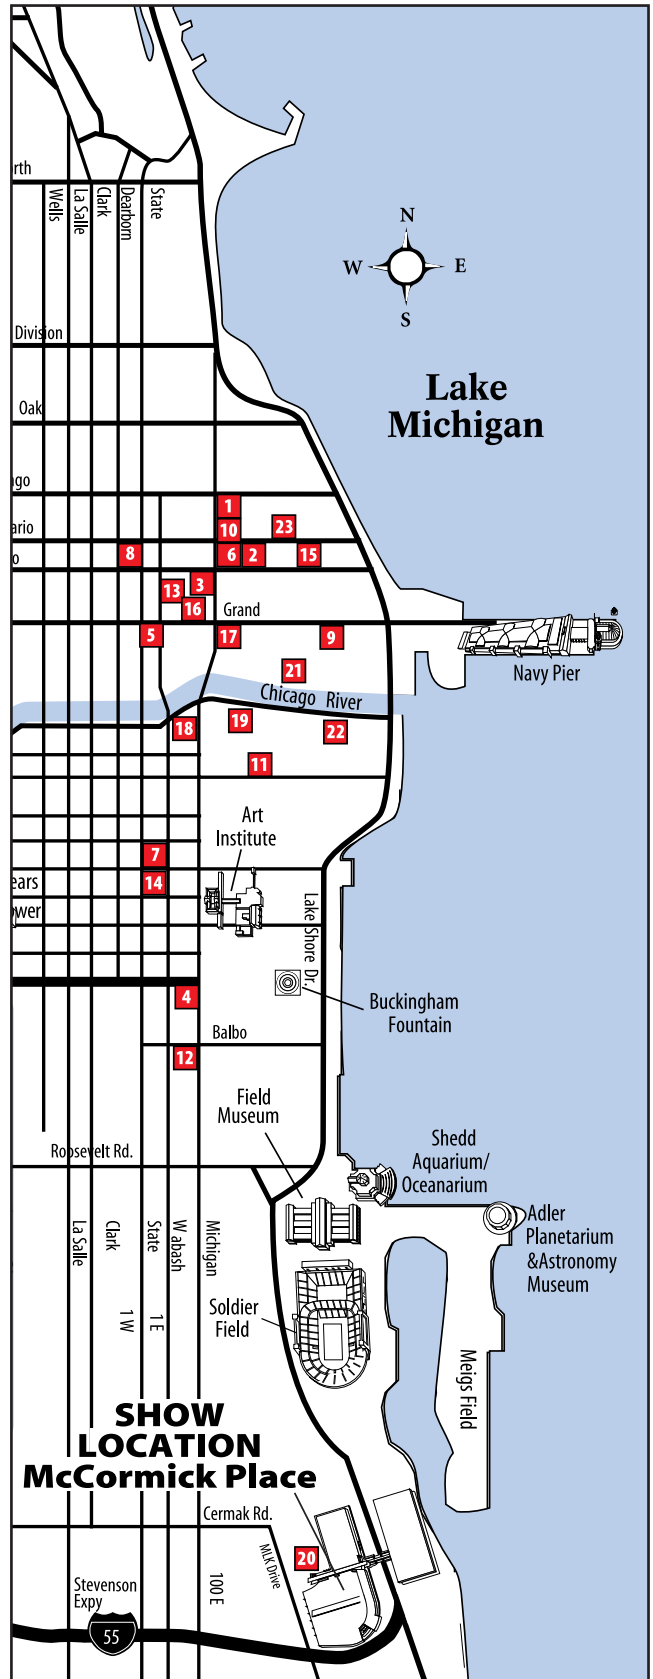 rth
Wells
La Salle
Clark
Dearborn
State
N
W
E
S
Division
Lake
Michigan
Oak
ago
1
ario
10
23
o
8
6
2
15
13
3
16
Grand
5
17
9
21
Navy Pier
Chicago River
18
19
22
11
Art
Institute
7
ears
14
ower
Lake Shore Dr.
4
Buckingham
Fountain
Balbo
12
Field
Museum
Roosevelt Rd.
Shedd
Aquarium/
Oceanarium
Adler
Planetarium
&Astronomy
Museum
La Salle
Clark
State
Wabash
Michigan
1 W
1 E
Soldier
Field
Meigs Field
SHOW
LOCATION
McCormick Place
Cermak Rd.
20
MLK Drive
100 E
Stevenson
Expy
55